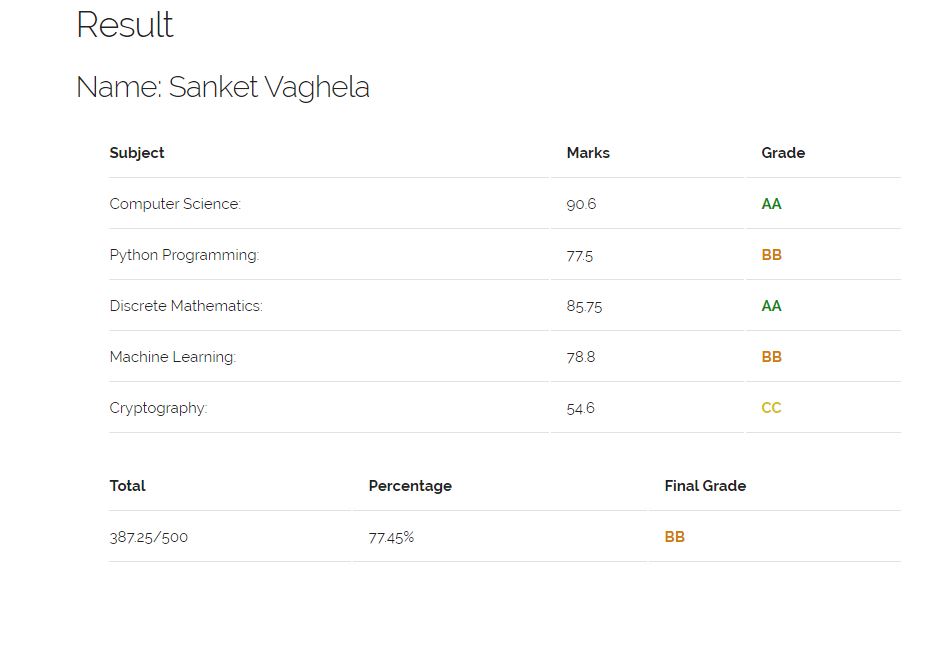 Result
Name: Sanket Vaghela
Subject Marks Grade
Computer Science: 90.6 AA
Python Programming: 77.5 BB
Discrete Mathematics: 85.75 AA
Machine Learning: 78.8 BB
Cryptography: 54.6 CC
Total Percentage Final Grade
387.25/500 77.45% BB